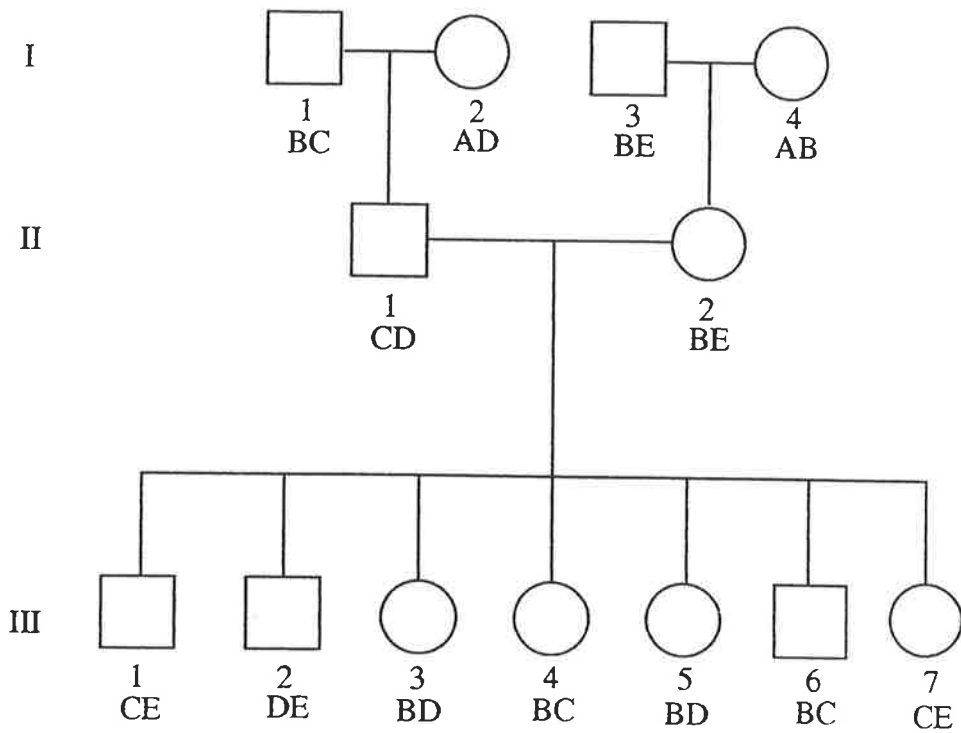 I
1 2 3 4
BC AD BE AB
II
1 2
CD BE
III
1 2 3 4 5 6 7
CE DE BD BC BD BC CE